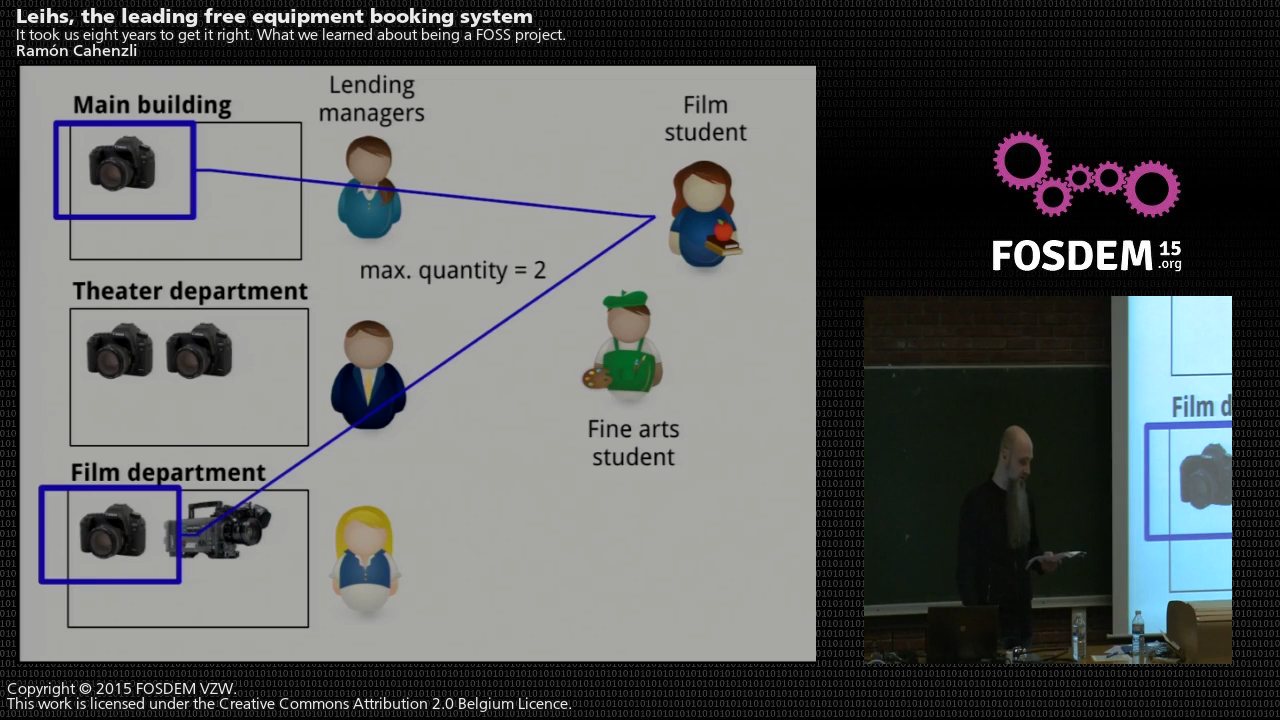 Leihs, the leading free equipment booking system
It took us eight years to get it right. What we learned about being a FOSS project.
Ramón Cahenzli
Main building
Lending
managers
Film
student
max. quantity = 2
Theater department
Fine arts
student
Film department
FOSDEM 15
.org
Film d
Copyright © 2015 FOSDEM VZW.
This work is licensed under the Creative Commons Attribution 2.0 Belgium Licence.